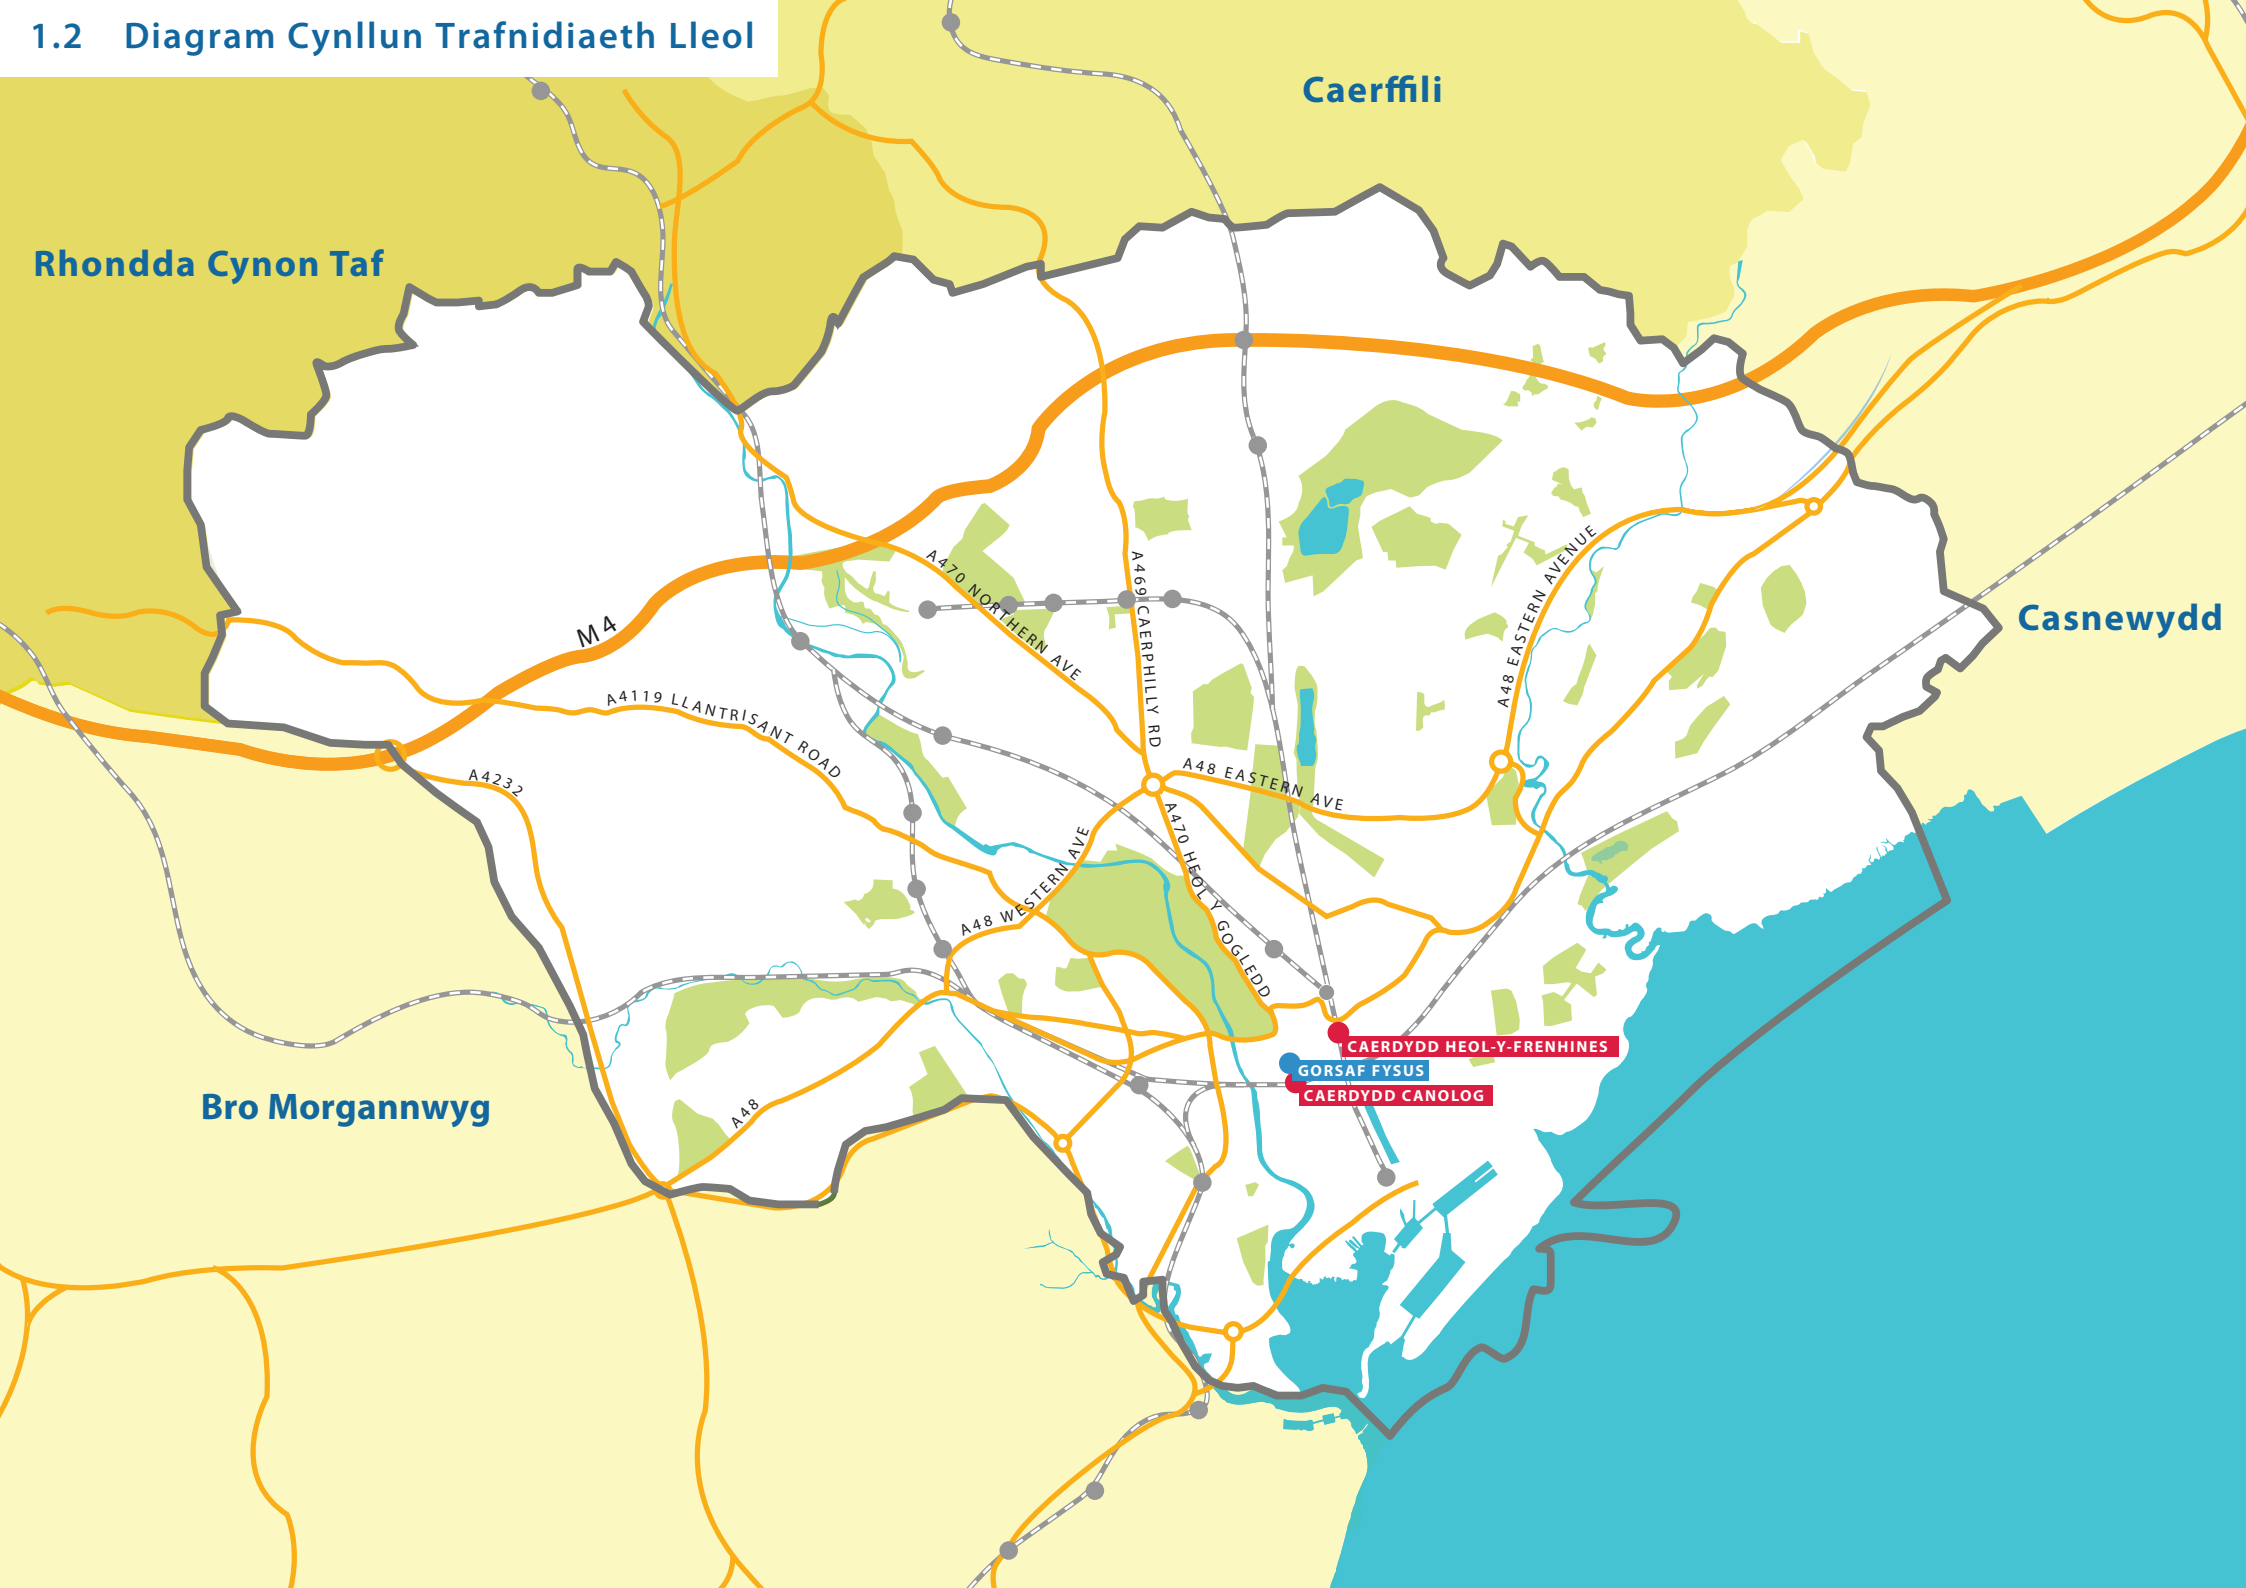 1.2 Diagram Cynllun Trafnidiaeth Lleol
Caerffili
Rhondda Cynon Taf
Casnewydd
M4
A470 NORTHERN AVE
A469 CAERPHILLY RD
A48 EASTERN AVENUE
A4119 LLANTRISANT ROAD
A4232
A48 EASTERN AVE
A470 HEOL Y GOGLEDD
A48 WESTERN AVE
CAERDYDD HEOL-Y-FRENHINES
GORSAF FYSUS
CAERDYDD CANOLOG
A48
Bro Morgannwyg